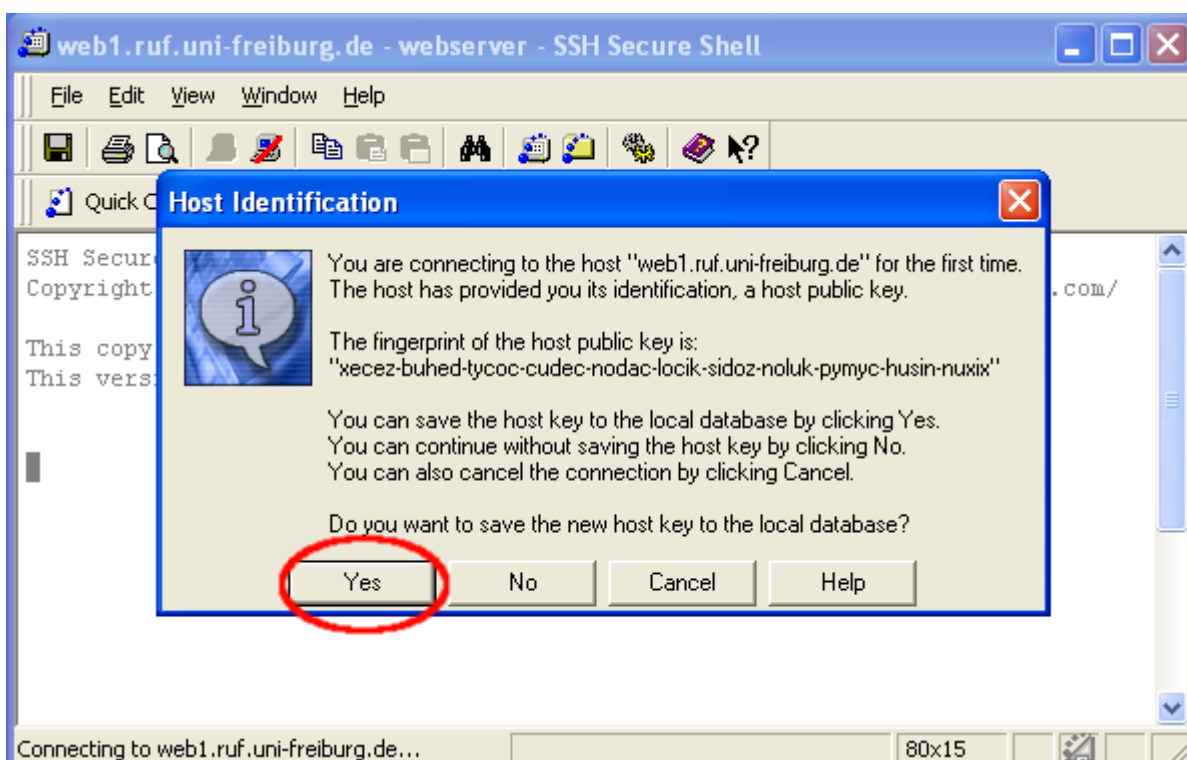 web1.ruf.uni-freiburg.de - webserver - SSH Secure Shell
File Edit View Window Help
Quick C
Host Identification
SSH Secur
Copyright
.com/
This copy
This vers
You are connecting to the host "web1.ruf.uni-freiburg.de" for the first time.
The host has provided you its identification, a host public key.
The fingerprint of the host public key is:
"xecez-buhed-tycoc-cudec-nodac-locik-sidoz-noluk-pymyc-husin-nuxix"
You can save the host key to the local database by clicking Yes.
You can continue without saving the host key by clicking No.
You can also cancel the connection by clicking Cancel.
Do you want to save the new host key to the local database?
Yes No Cancel Help
Connecting to web1.ruf.uni-freiburg.de... 80x15